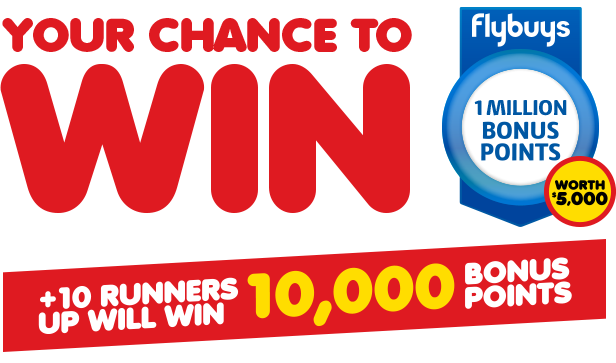 YOUR CHANCE TO
WIN
flybuys
1 MILLION
BONUS
POINTS
WORTH
$5,000
+10 RUNNERS
UP WILL WIN
10,000
BONUS
POINTS